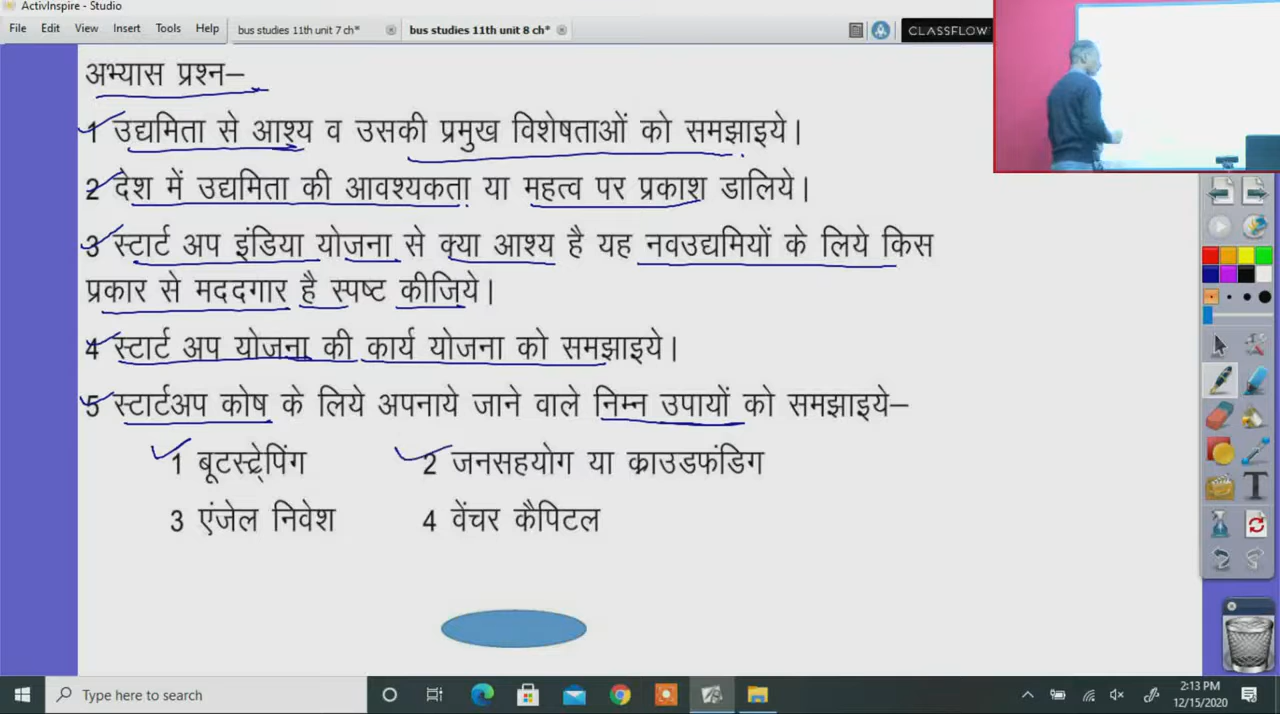 ActivInspire - Studio
File Edit View Insert Tools Help
bus studies 11th unit 7 ch*
bus studies 11th unit 8 ch*
CLASSFLOW
अभ्यास प्रश्न–
1 उद्यमिता से आश्य व उसकी प्रमुख विशेषताओं को समझाइये।
2 देश में उद्यमिता की आवश्यकता या महत्व पर प्रकाश डालिये।
3 स्टार्ट अप इंडिया योजना से क्या आश्य है यह नवउद्यमियों के लिये किस
प्रकार से मददगार है स्पष्ट कीजिये।
4 स्टार्ट अप योजना की कार्य योजना को समझाइये।
5 स्टार्टअप कोष के लिये अपनाये जाने वाले निम्न उपायों को समझाइये–
1 बूटस्ट्रेपिंग 2 जनसहयोग या क्राउडफंडिग
3 एंजेल निवेश 4 वेंचर कैपिटल
Type here to search
2:13 PM
12/15/2020